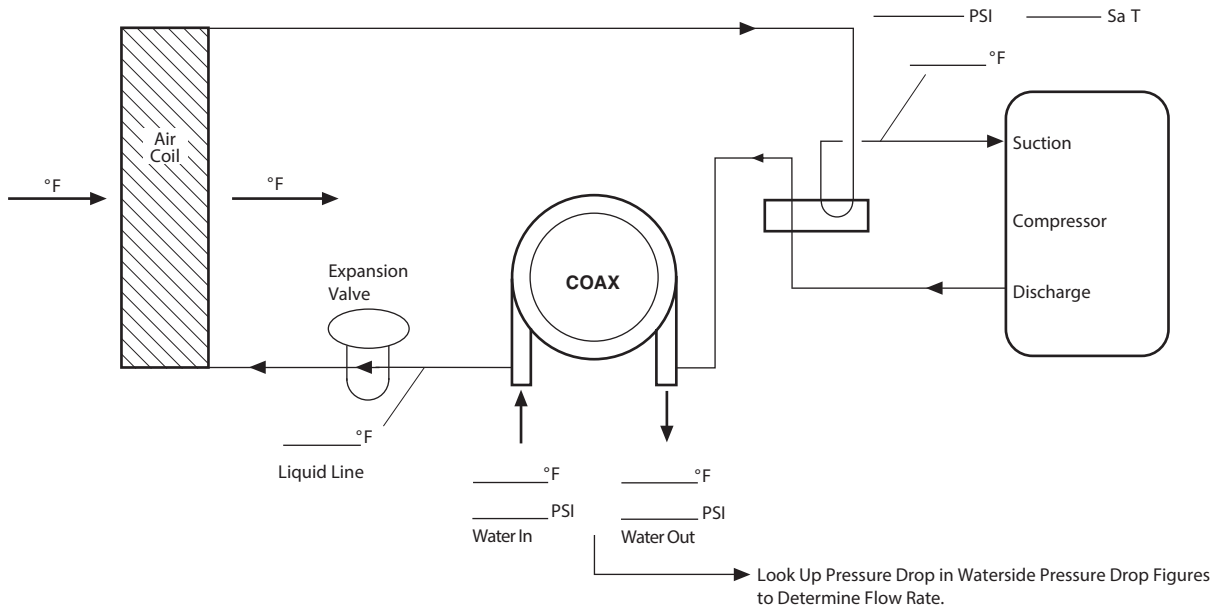 PSI
Sa T
°F
Air
Coil
Suction
°F
°F
Compressor
Expansion
Valve
COAX
Discharge
°F
Liquid Line
°F
°F
PSI
PSI
Water In
Water Out
Look Up Pressure Drop in Waterside Pressure Drop Figures
to Determine Flow Rate.